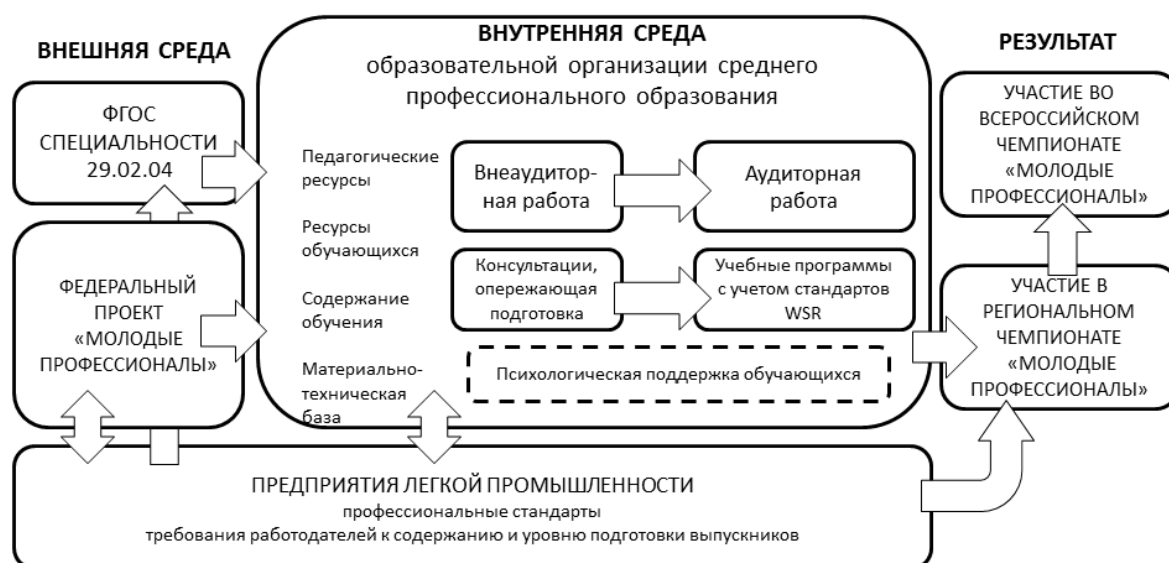 ВНЕШНЯЯ СРЕДА
ФГОС
СПЕЦИАЛЬНОСТИ
29.02.04
ФЕДЕРАЛЬНЫЙ
ПРОЕКТ
«МОЛОДЫЕ
ПРОФЕССИОНАЛЫ»
ВНУТРЕННЯЯ СРЕДА
образовательной организации среднего
профессионального образования
Педагогические
ресурсы
Ресурсы
обучающихся
Содержание
обучения
Материально-
техническая
база
Внеаудитор-
ная работа
Аудиторная
работа
Консультации,
опережающая
подготовка
Учебные программы
с учетом стандартов
WSR
Психологическая поддержка обучающихся
РЕЗУЛЬТАТ
УЧАСТИЕ ВО
ВСЕРОССИЙСКОМ
ЧЕМПИОНАТЕ
«МОЛОДЫЕ
ПРОФЕССИОНАЛЫ»
УЧАСТИЕ В
РЕГИОНАЛЬНОМ
ЧЕМПИОНАТЕ
«МОЛОДЫЕ
ПРОФЕССИОНАЛЫ»
ПРЕДПРИЯТИЯ ЛЕГКОЙ ПРОМЫШЛЕННОСТИ
профессиональные стандарты
требования работодателей к содержанию и уровню подготовки выпускников